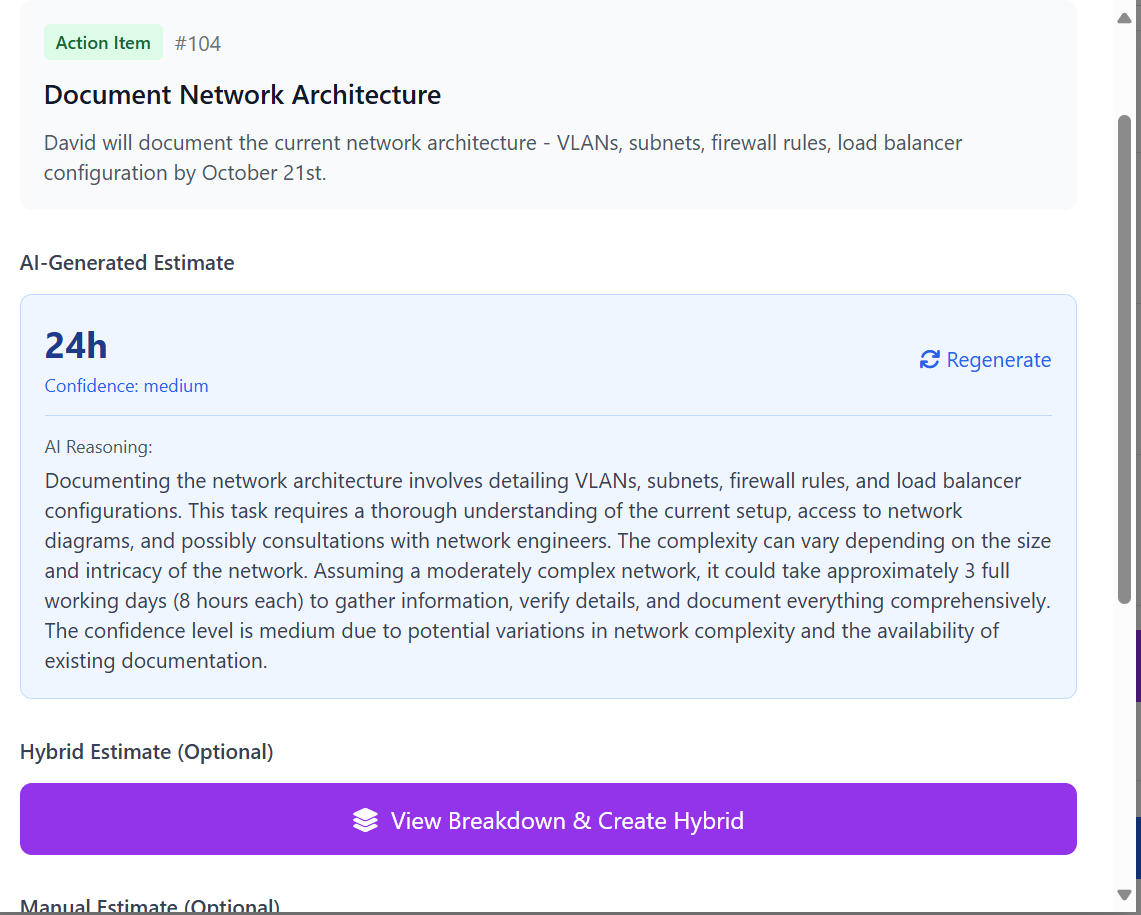 Action Item #104
Document Network Architecture
David will document the current network architecture - VLANs, subnets, firewall rules, load balancer
configuration by October 21st.
AI-Generated Estimate
24h
Confidence: medium
Regenerate
AI Reasoning:
Documenting the network architecture involves detailing VLANs, subnets, firewall rules, and load balancer
configurations. This task requires a thorough understanding of the current setup, access to network
diagrams, and possibly consultations with network engineers. The complexity can vary depending on the size
and intricacy of the network. Assuming a moderately complex network, it could take approximately 3 full
working days (8 hours each) to gather information, verify details, and document everything comprehensively.
The confidence level is medium due to potential variations in network complexity and the availability of
existing documentation.
Hybrid Estimate (Optional)
View Breakdown & Create Hybrid
Manual Estimate (Optional)